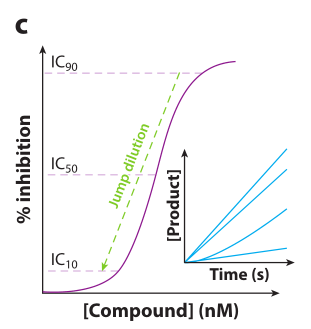 C
IC90
IC50
IC10
% inhibition
Jump dilution
[Compound] (nM)
[Product]
Time (s)